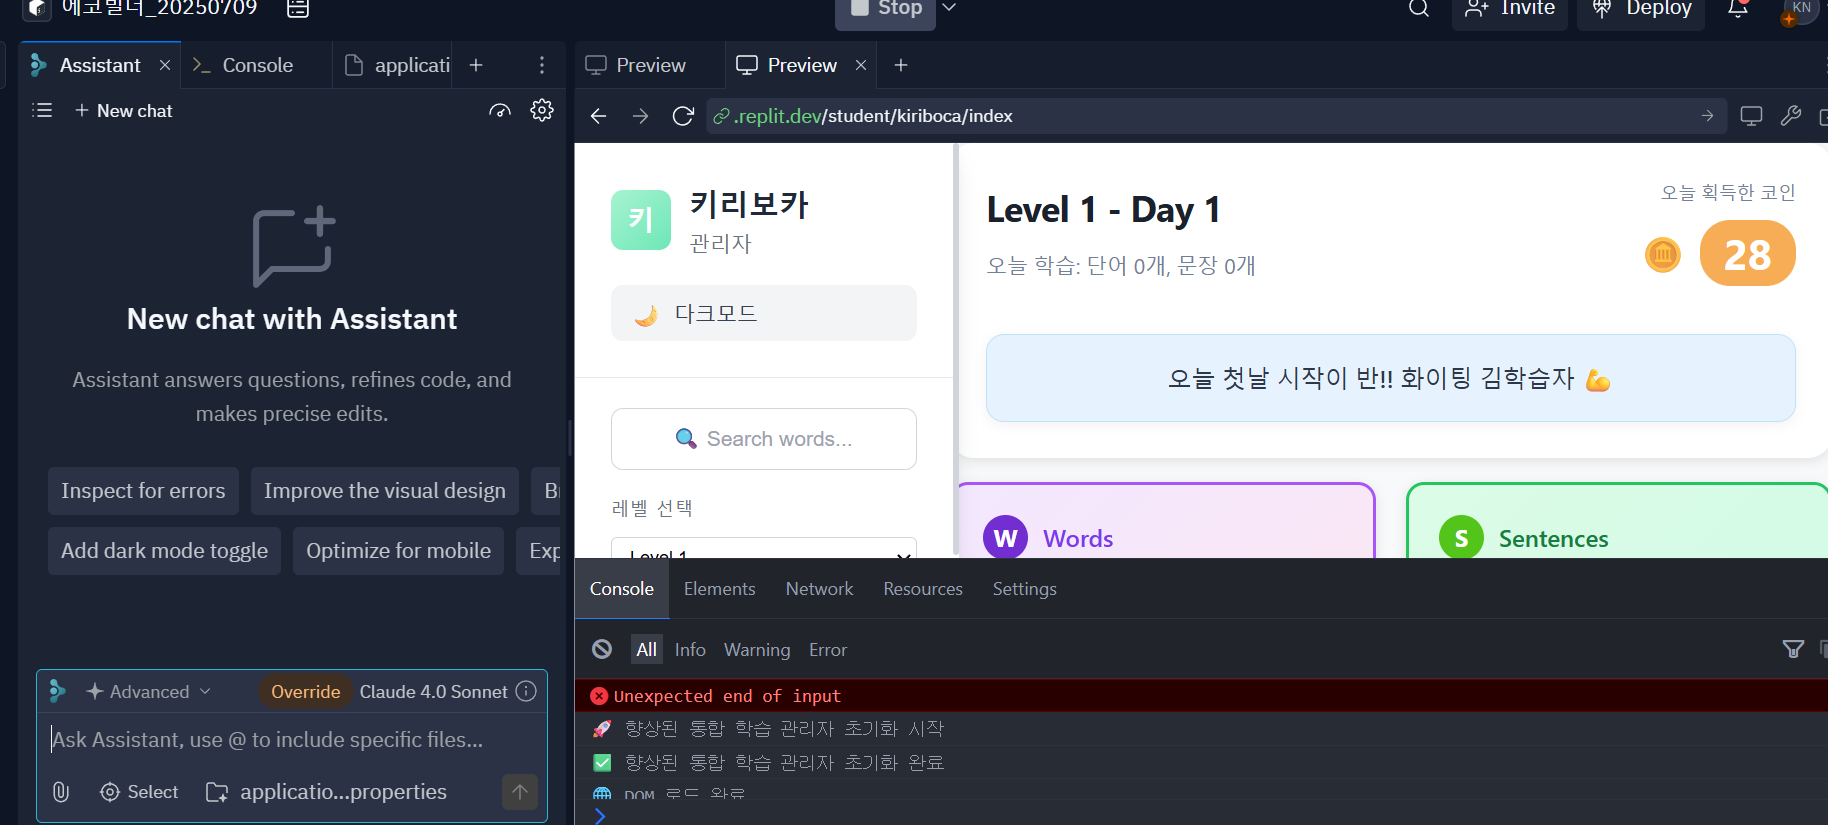 에코빌더_20250709
Stop
Invite
Deploy
KN
Assistant
Console
applicati
Preview
Preview
New chat
.replit.dev/student/kiriboca/index
New chat with Assistant
Assistant answers questions, refines code, and
makes precise edits.
Inspect for errors
Improve the visual design
Add dark mode toggle
Optimize for mobile
Exp
Advanced
Override
Claude 4.0 Sonnet
Ask Assistant, use @ to include specific files...
Select
applicatio...properties
키
키리보카
관리자
다크모드
Search words...
레벨 선택
Level 1
Level 1 - Day 1
오늘 학습: 단어 0개, 문장 0개
오늘 획득한 코인
28
오늘 첫날 시작이 반!! 화이팅 김학습자 💪
W Words
S Sentences
Console
Elements
Network
Resources
Settings
All
Info
Warning
Error
Unexpected end of input
🚀 향상된 통합 학습 관리자 초기화 시작
✅ 향상된 통합 학습 관리자 초기화 완료
🌐 DOM 로드 완료